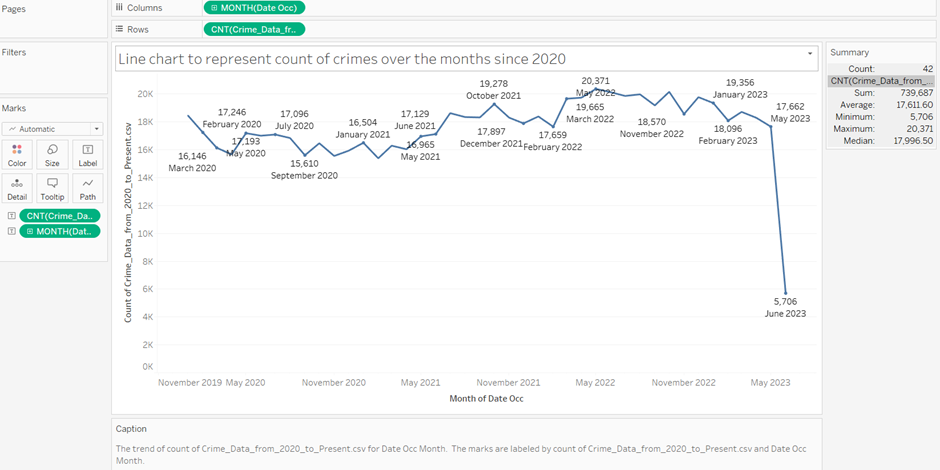 Pages
Columns
MONTH(Date Occ)
Rows
CNT(Crime_Data_fr..
Filters
Marks
Automatic
Color
Size
Label
Detail
Tooltip
Path
CNT(Crime_Da..
MONTH(Dat..
Line chart to represent count of crimes over the months since 2020
Count of Crime_Data_from_2020_to_Present.csv
20K
18K
16K
14K
12K
10K
8K
6K
4K
2K
0K
17,246
February 2020
16,146
March 2020
17,193
May 2020
17,096
July 2020
15,610
September 2020
16,504
January 2021
17,129
June 2021
16,965
May 2021
19,278
October 2021
17,897
December 2021
17,659
February 2022
20,371
May 2022
19,665
March 2022
18,570
November 2022
19,356
January 2023
18,096
February 2023
17,662
May 2023
5,706
June 2023
November 2019
May 2020
November 2020
May 2021
November 2021
May 2022
November 2022
May 2023
Month of Date Occ
Summary
Count: 42
CNT(Crime_Data_from_...
Sum: 739,687
Average: 17,611.60
Minimum: 5,706
Maximum: 20,371
Median: 17,996.50
Caption
The trend of count of Crime_Data_from_2020_to_Present.csv for Date Occ Month. The marks are labeled by count of Crime_Data_from_2020_to_Present.csv and Date Occ
Month.